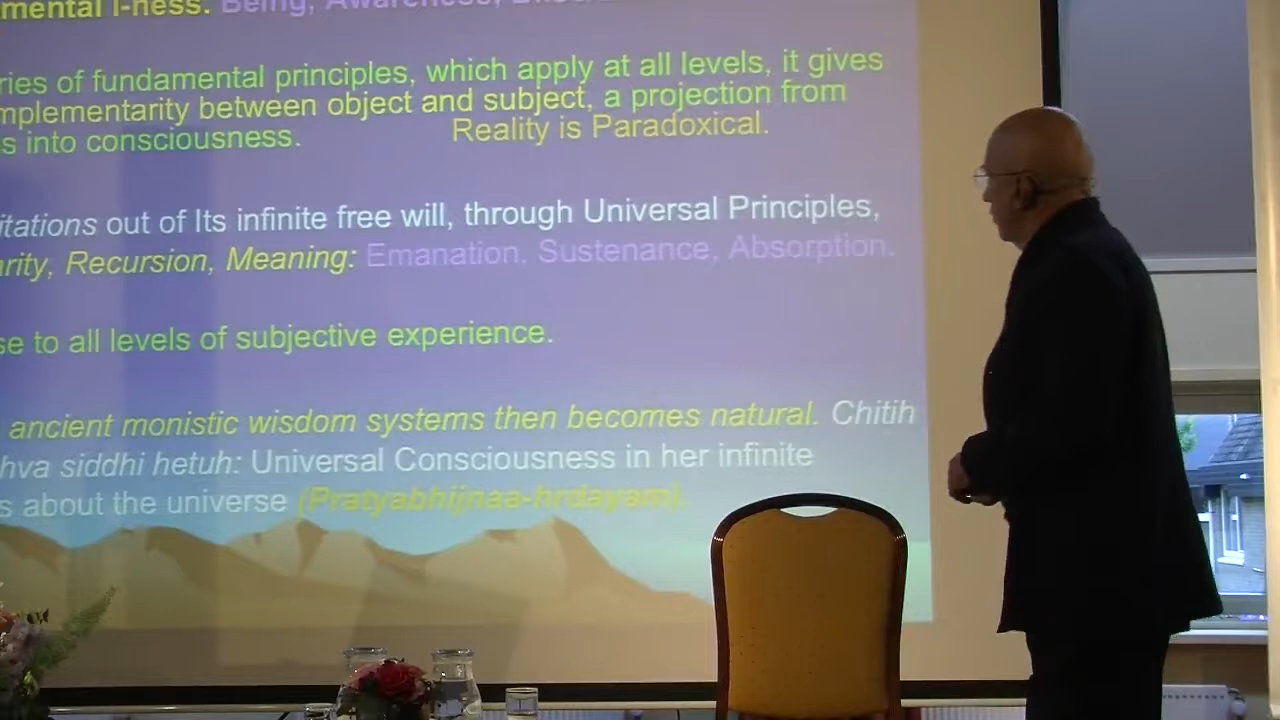 mental I-ness. Being, Awareness,
ries of fundamental principles, which apply at all levels, it gives
mplementarity between object and subject, a projection from
s into consciousness. Reality is Paradoxical.
itations out of Its infinite free will, through Universal Principles,
arity, Recursion, Meaning: Emanation, Sustenance, Absorption.
se to all levels of subjective experience.
ancient monistic wisdom systems then becomes natural. Chitih
hva siddhi hetuh: Universal Consciousness in her infinite
s about the universe (Pratyabhijnaa-hrdayam).